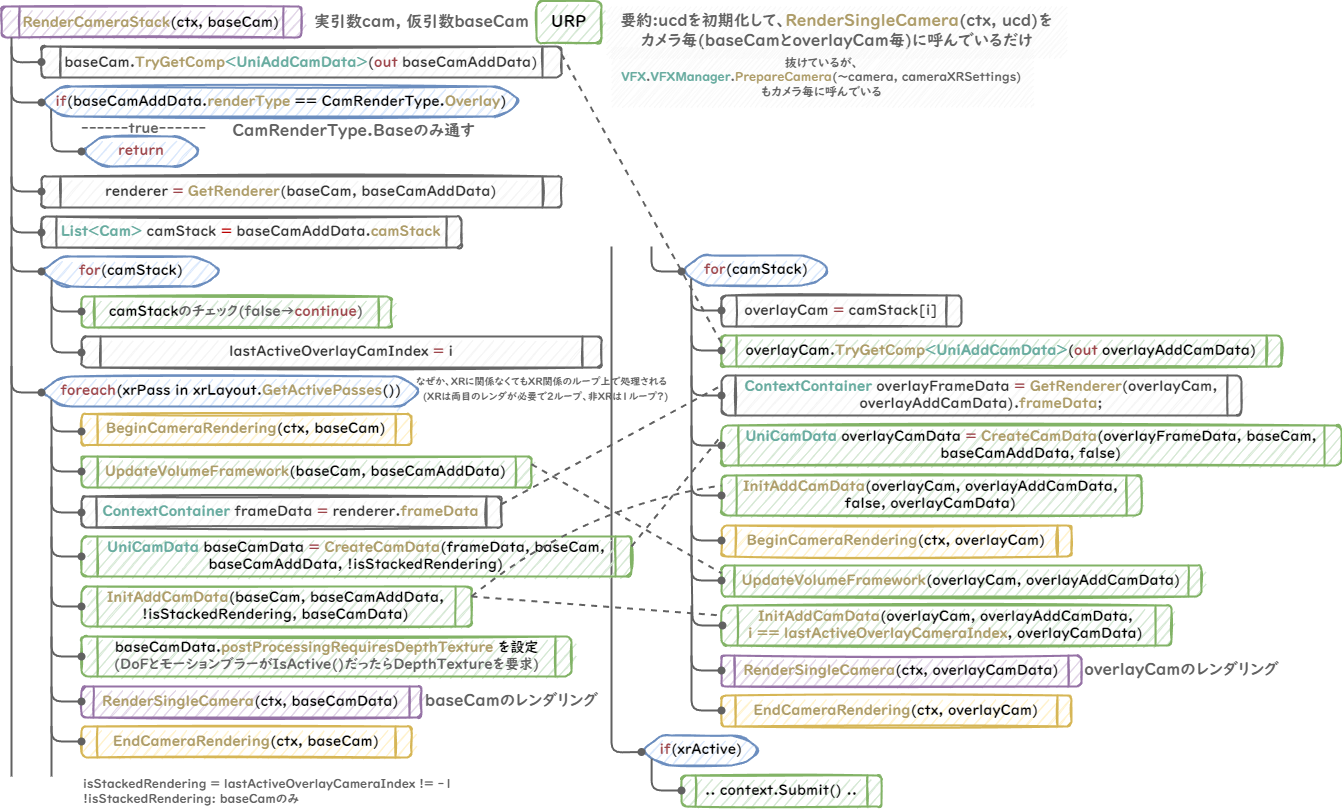 RenderCameraStack(ctx, baseCam)
実引数cam, 仮引数baseCam
URP
要約:ucdを初期化して、RenderSingleCamera(ctx, ucd)を
カメラ毎(baseCamとoverlayCam毎)に呼んでいるだけ
抜けているが、
VFX.VFXManager.PrepareCamera(~camera, cameraXRSettings)
もカメラ毎に呼んでいる
baseCam.TryGetComp<UniAddCamData>(out baseCamAddData)
if(baseCamAddData.renderType == CamRenderType.Overlay)
------true------
CamRenderType.Baseのみ通す
return
renderer = GetRenderer(baseCam, baseCamAddData)
List<Cam> camStack = baseCamAddData.camStack
for(camStack)
camStackのチェック(false→continue)
lastActiveOverlayCamIndex = i
foreach(xrPass in xrLayout.GetActivePasses())
なぜか、XRに関係なくてもXR関係のループ上で処理される
(XRは両目のレンダが必要で2ループ、非XRは1ループ?)
BeginCameraRendering(ctx, baseCam)
UpdateVolumeFramework(baseCam, baseCamAddData)
ContextContainer frameData = renderer.frameData
UniCamData baseCamData = CreateCamData(frameData, baseCam,
baseCamAddData, !isStackedRendering)
InitAddCamData(baseCam, baseCamAddData,
!isStackedRendering, baseCamData)
baseCamData.postProcessingRequiresDepthTexture を設定
(DoFとモーションブラーがIsActive()だったらDepthTextureを要求)
RenderSingleCamera(ctx, baseCamData)
baseCamのレンダリング
EndCameraRendering(ctx, baseCam)
isStackedRendering = lastActiveOverlayCameraIndex != -1
!isStackedRendering: baseCamのみ
for(camStack)
overlayCam = camStack[i]
overlayCam.TryGetComp<UniAddCamData>(out overlayAddCamData)
ContextContainer overlayFrameData = GetRenderer(overlayCam,
overlayAddCamData).frameData;
UniCamData overlayCamData = CreateCamData(overlayFrameData, baseCam,
baseCamAddData, false)
InitAddCamData(overlayCam, overlayAddCamData,
false, overlayCamData)
BeginCameraRendering(ctx, overlayCam)
UpdateVolumeFramework(overlayCam, overlayAddCamData)
InitAddCamData(overlayCam, overlayAddCamData,
i == lastActiveOverlayCameraIndex, overlayCamData)
RenderSingleCamera(ctx, overlayCamData)
overlayCamのレンダリング
EndCameraRendering(ctx, overlayCam)
if(xrActive)
.. context.Submit() ..